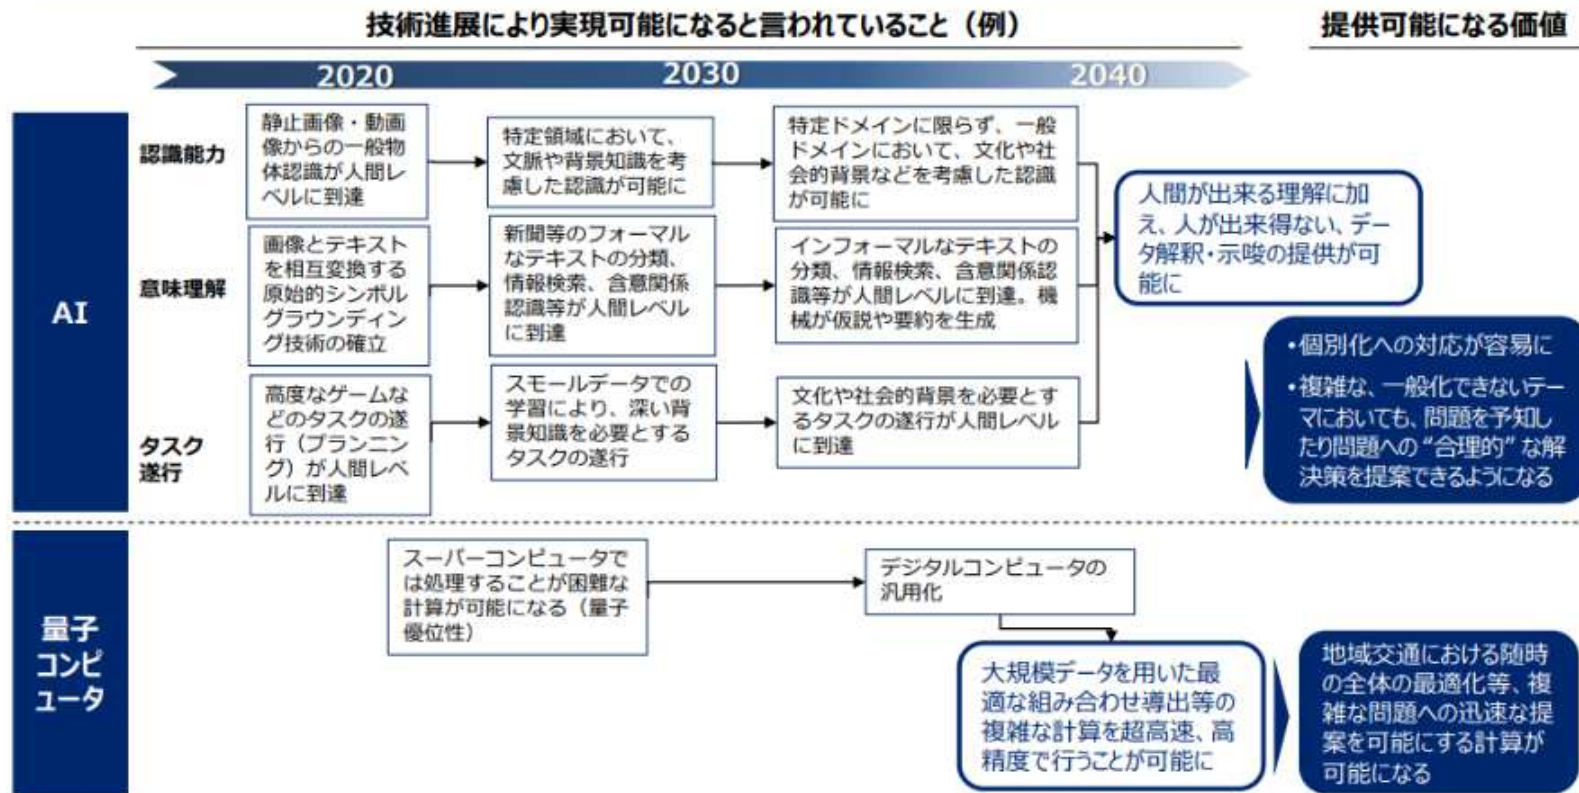 技術進展により実現可能になると言われていること（例）
提供可能になる価値
2020
2030
2040
AI
認識能力
静止画像・動画
像からの一般物
体認識が人間レ
ベルに到達
特定領域において、
文脈や背景知識を考
慮した認識が可能に
特定ドメインに限らず、一般
ドメインにおいて、文化や社
会的背景などを考慮した認識
が可能に
意味理解
画像とテキスト
を相互変換する
原始的シンボル
グラウンディン
グ技術の確立
新聞等のフォーマル
なテキストの分類、
情報検索、含意関係
認識等が人間レベル
に到達
インフォーマルなテキストの
分類、情報検索、含意関係認
識等が人間レベルに到達。機
械が仮説や要約を生成
タスク
遂行
高度なゲームな
どのタスクの遂
行（プランニン
グ）が人間レベ
ルに到達
スモールデータでの
学習により、深い背
景知識を必要とする
タスクの遂行
文化や社会的背景を必要とす
るタスクの遂行が人間レベル
に到達
人間が出来る理解に加
え、人が出来得ない、デー
タ解釈・示唆の提供が可
能に
・個別化への対応が容易に
・複雑な、一般化できないテー
マにおいても、問題を予知し
たり問題への“合理的”な解
決策を提案できるようになる
量子
コンピ
ュータ
スーパーコンピュータで
は処理することが困難な
計算が可能になる（量子
優位性）
デジタルコンピュータの
汎用化
大規模データを用いた最
適な組み合わせ導出等の
複雑な計算を超高速、高
精度で行うことが可能に
地域交通における随時
の全体の最適化等、複
雑な問題への迅速な提
案を可能にする計算が
可能になる